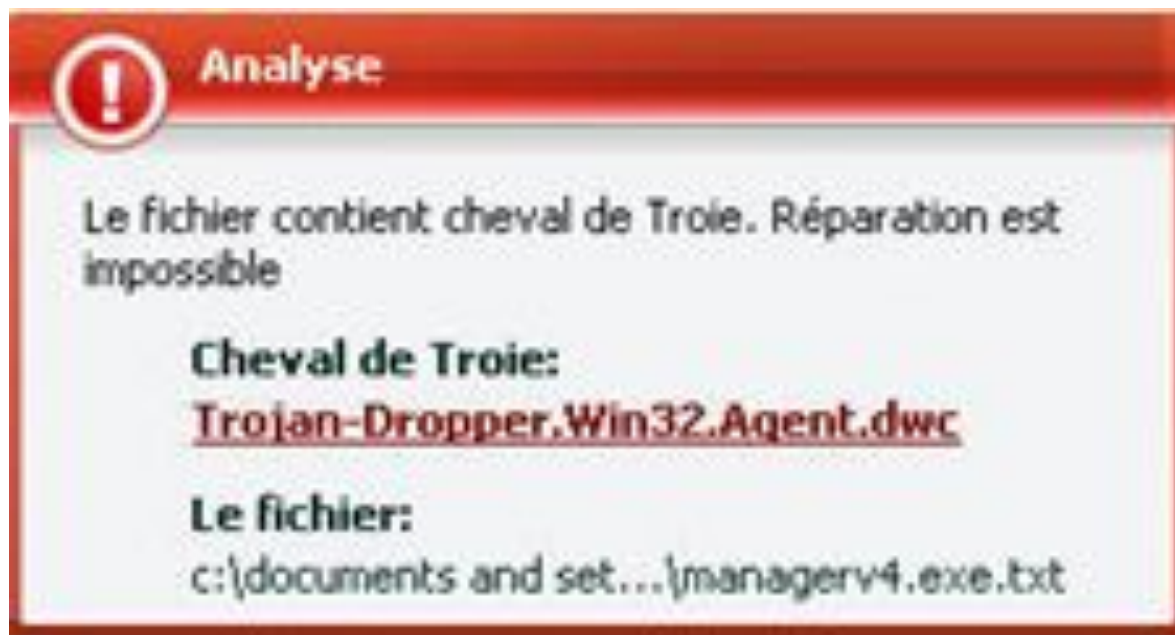 Analyse
Le fichier contient cheval de Troie. Réparation est
impossible
Cheval de Troie:
Trojan-Dropper.Win32.Agent.dwc
Le fichier:
c:\documents and set...\managerv4.exe.txt